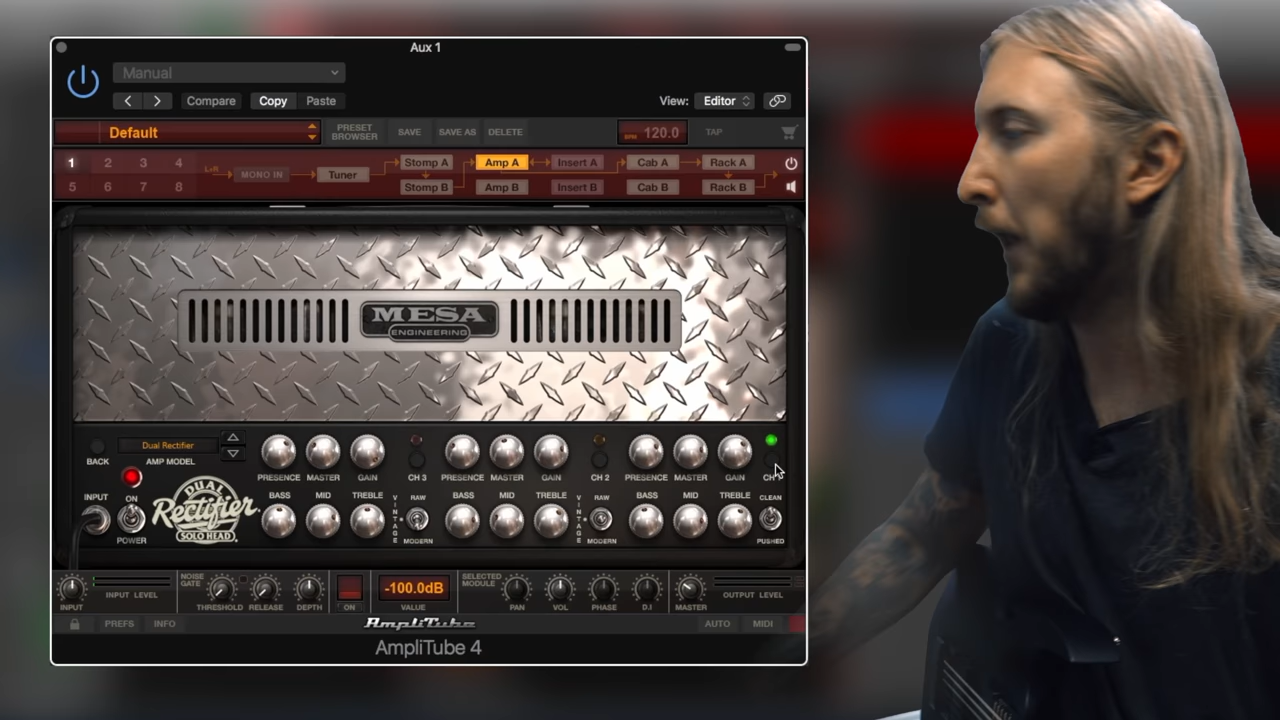 Aux 1
Manual
Compare Copy Paste View: Editor
Default PRESET BROWSER SAVE SAVE AS DELETE BPM 120.0 TAP
1 2 3 4 L+R MONO IN Tuner Stomp A Amp A Insert A Cab A Rack A
5 6 7 8 Stomp B Amp B Insert B Cab B Rack B
MESA
ENGINEERING
Dual Rectifier
BACK AMP MODEL PRESENCE MASTER GAIN CH 3 PRESENCE MASTER GAIN CH 2 PRESENCE MASTER GAIN
INPUT ON BASS MID TREBLE RAW BASS MID TREBLE RAW BASS MID TREBLE CLEAN
DUAL
Rectifier
SOLO HEAD
VINTAGE VINTAGE
POWER MODERN MODERN PUSHED
INPUT INPUT LEVEL NOISE GATE THRESHOLD RELEASE DEPTH ON -100.0dB VALUE SELECTED MODULE PAN VOL PHASE D.I MASTER OUTPUT LEVEL
PREFS INFO AmpliTube AUTO MIDI
AmpliTube 4